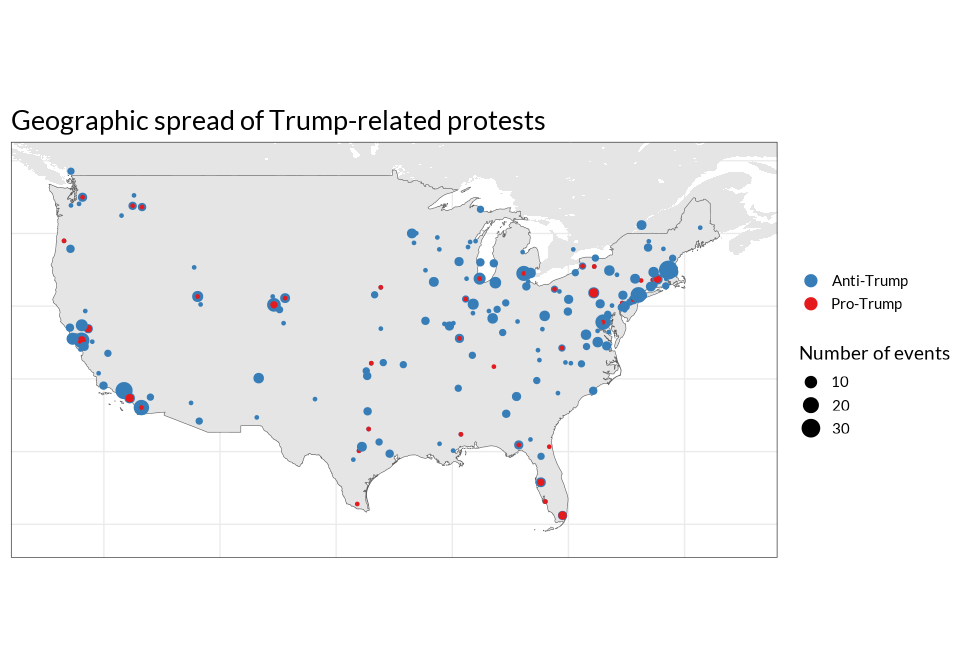 Geographic spread of Trump-related protests
Anti-Trump
Pro-Trump
Number of events
10
20
30